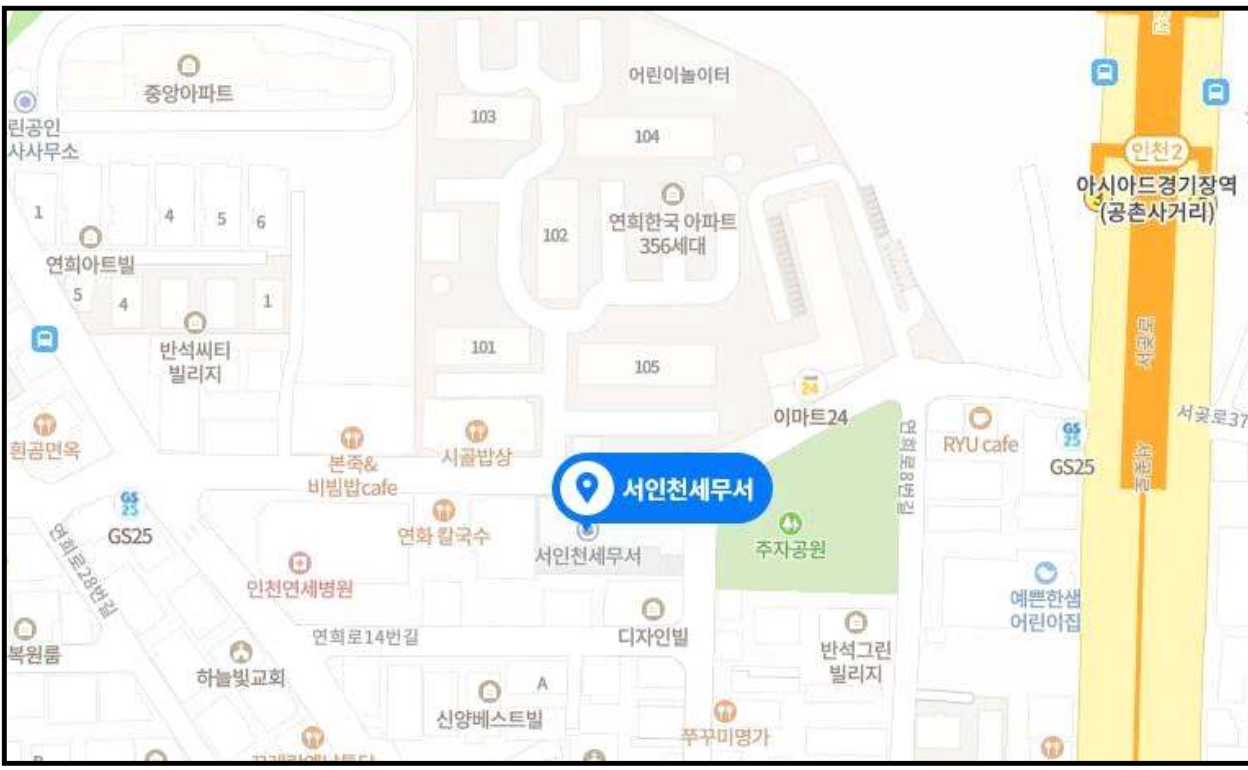 어린이놀이터
중앙아파트
103
104
린공인
사사무소
인천2
아시아드경기장역
(공촌사거리)
1
4
5
6
102
연희한국 아파트
356세대
연희아트빌
5
4
1
반석씨티
빌리지
101
105
24
이마트24
흰곰면옥
본죽&
비빔밥cafe
시골밥상
RYU cafe
GS
25
GS25
서곶로37
연희로8번길
서곶로
서인천세무서
GS
25
GS25
연화 칼국수
서인천세무서
주자공원
연희로28번길
인천연세병원
예쁜한샘
어린이집
복원룸
연희로14번길
디자인빌
반석그린
빌리지
하늘빛교회
A
신양베스트빌
쭈꾸미명가